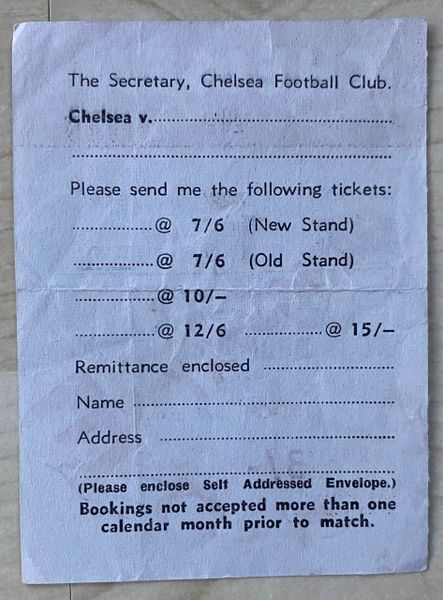 The Secretary, Chelsea Football Club.
Chelsea v.
Please send me the following tickets:
@ 7/6 (New Stand)
@ 7/6 (Old Stand)
@ 10/–
@ 12/6 @ 15/–
Remittance enclosed
Name
Address
(Please enclose Self Addressed Envelope.)
Bookings not accepted more than one
calendar month prior to match.